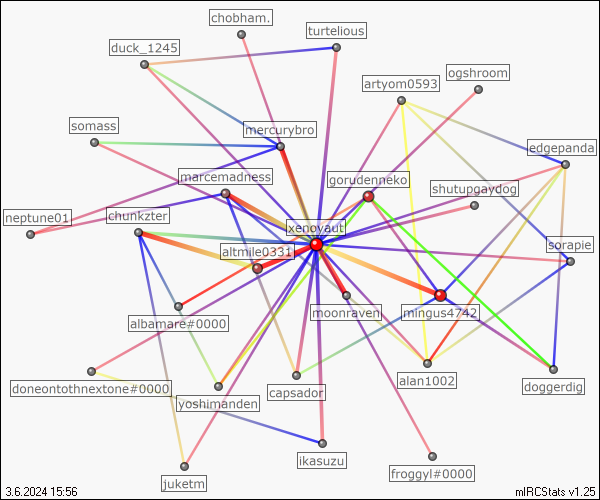 chobham.
turtelious
duck_1245
ogshroom
artyom0593
somass
mercurybro
edgepanda
marcemadness
gorudenneko
shutupgaydog
neptune01
chunkzter
xenovaut
sorapie
altmile0331
albamare#0000
moonraven
mingus4742
doneontothnextone#0000
yoshimanden
capsador
alan1002
doggerdig
ikasuzu
froggyl#0000
juketm
3.6.2024 15:56
mIRCStats v1.25